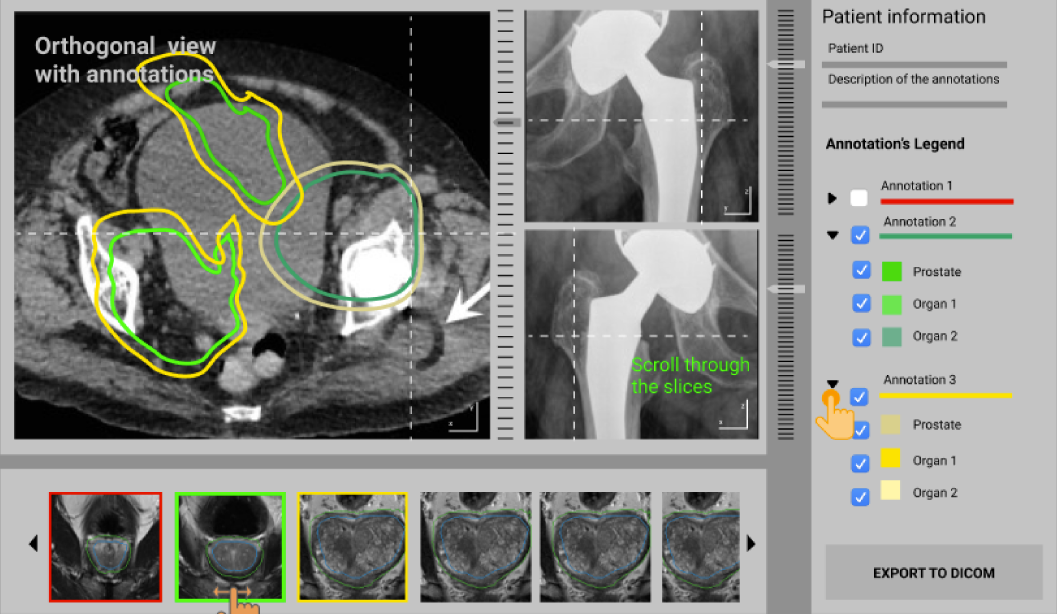 Orthogonal view
with annotations
Scroll through
the slices
Patient information
Patient ID
Description of the annotations
Annotation's Legend
Annotation 1
Annotation 2
Prostate
Organ 1
Organ 2
Annotation 3
Prostate
Organ 1
Organ 2
EXPORT TO DICOM